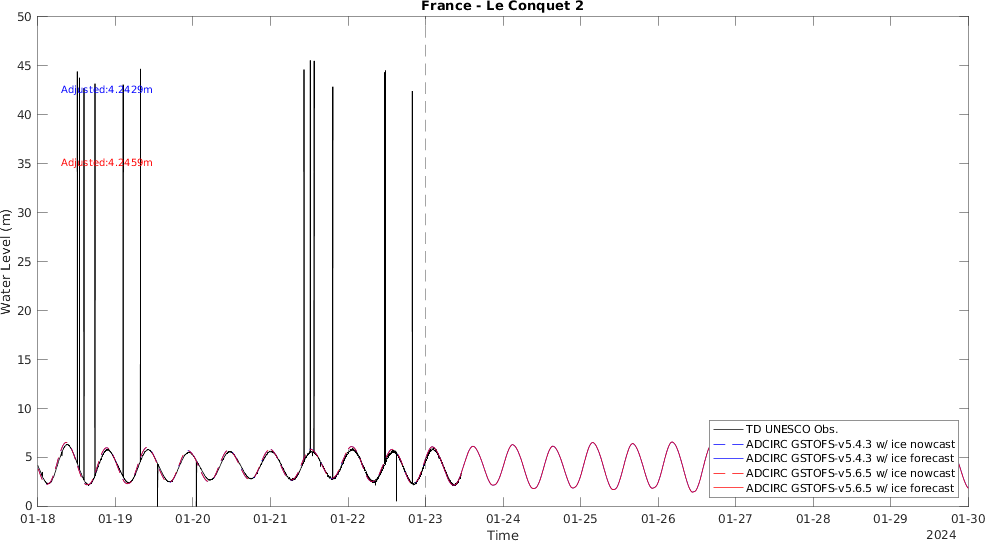 France - Le Conquet 2
50
45
40
35
30
25
20
15
10
5
0
Water Level (m)
Adjusted:4.2429m
Adjusted:4.2459m
TD UNESCO Obs.
ADCIRC GSTOFS-v5.4.3 w/ ice nowcast
ADCIRC GSTOFS-v5.4.3 w/ ice forecast
ADCIRC GSTOFS-v5.6.5 w/ ice nowcast
ADCIRC GSTOFS-v5.6.5 w/ ice forecast
01-18 01-19 01-20 01-21 01-22 01-23 01-24 01-25 01-26 01-27 01-28 01-29 01-30
Time
2024